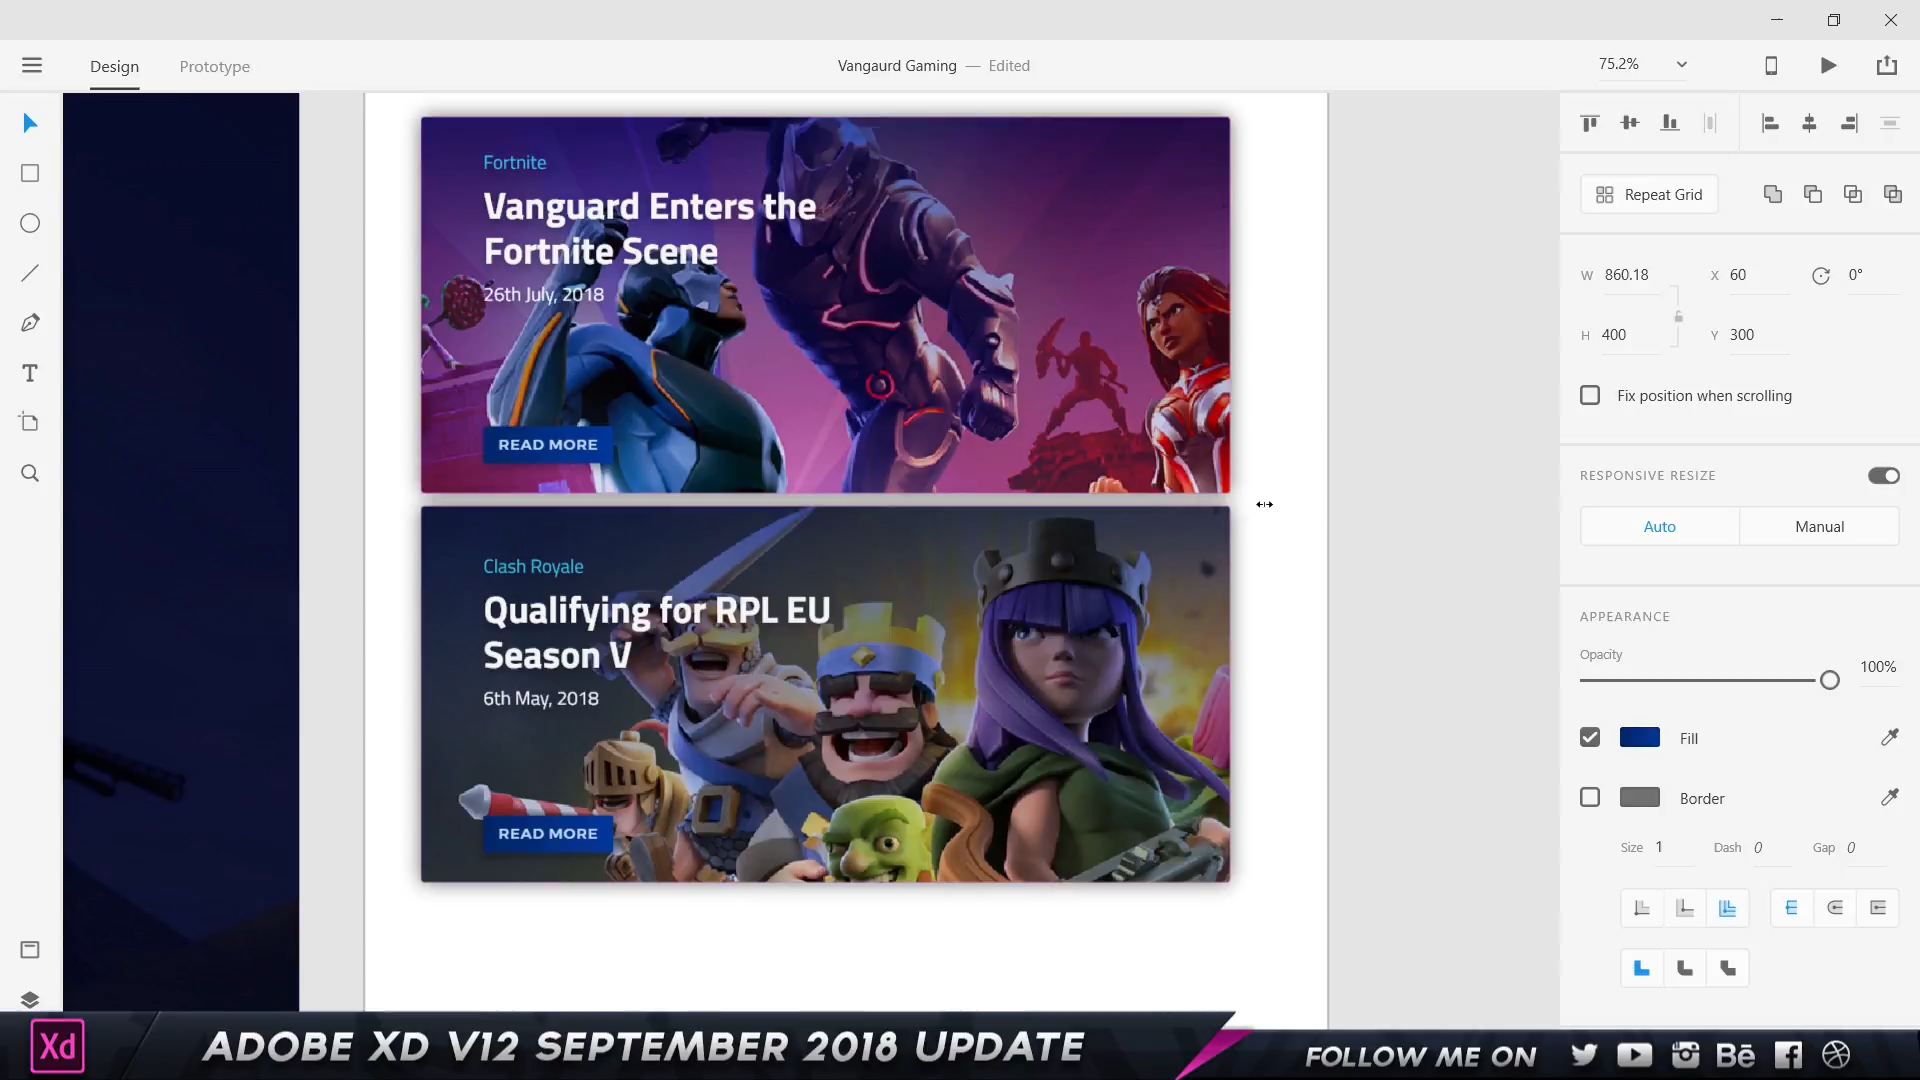 Design
Prototype
Vangaurd Gaming — Edited
75.2%
Fortnite
Vanguard Enters the
Fortnite Scene
26th July, 2018
READ MORE
Clash Royale
Qualifying for RPL EU
Season V
6th May, 2018
READ MORE
Repeat Grid
W 860.18 X 60 0°
H 400 Y 300
Fix position when scrolling
RESPONSIVE RESIZE
Auto Manual
APPEARANCE
Opacity
100%
Fill
Border
Size 1 Dash 0 Gap 0
Xd
ADOBE XD V12 SEPTEMBER 2018 UPDATE
FOLLOW ME ON
Bē